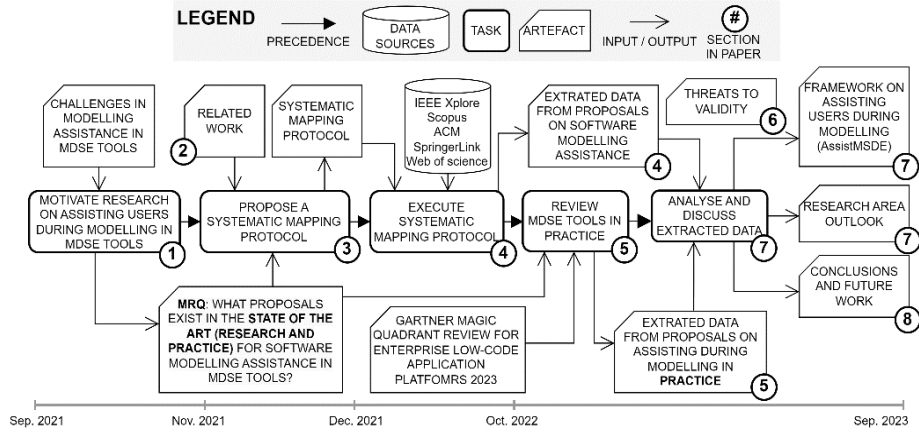 LEGEND
PRECEDENCE
DATA
SOURCES
TASK
ARTEFACT
INPUT / OUTPUT
#
SECTION
IN PAPER
CHALLENGES IN
MODELLING
ASSISTANCE IN
MDSE TOOLS
RELATED
WORK
2
SYSTEMATIC
MAPPING
PROTOCOL
IEEE Xplore
Scopus
ACM
SpringerLink
Web of science
EXTRATED DATA
FROM PROPOSALS
ON SOFTWARE
MODELLING
ASSISTANCE
4
THREATS TO
VALIDITY
6
FRAMEWORK ON
ASSISTING
USERS DURING
MODELLING
(AssistMSDE)
7
MOTIVATE RESEARCH
ON ASSISTING USERS
DURING MODELLING IN
MDSE TOOLS
1
PROPOSE A
SYSTEMATIC MAPPING
PROTOCOL
3
EXECUTE
SYSTEMATIC
MAPPING
PROTOCOL
4
REVIEW
MDSE TOOLS IN
PRACTICE
5
ANALYSE AND
DISCUSS
EXTRACTED DATA
7
RESEARCH AREA
OUTLOOK
7
CONCLUSIONS
AND FUTURE
WORK
8
MRQ: WHAT PROPOSALS
EXIST IN THE STATE OF THE
ART (RESEARCH AND
PRACTICE) FOR SOFTWARE
MODELLING ASSISTANCE IN
MDSE TOOLS?
GARTNER MAGIC
QUADRANT REVIEW FOR
ENTERPRISE LOW-CODE
APPLICATION
PLATFOMRS 2023
EXTRATED DATA
FROM PROPOSALS ON
ASSISTING DURING
MODELLING IN
PRACTICE
5
Sep. 2021
Nov. 2021
Dec. 2021
Oct. 2022
Sep. 2023